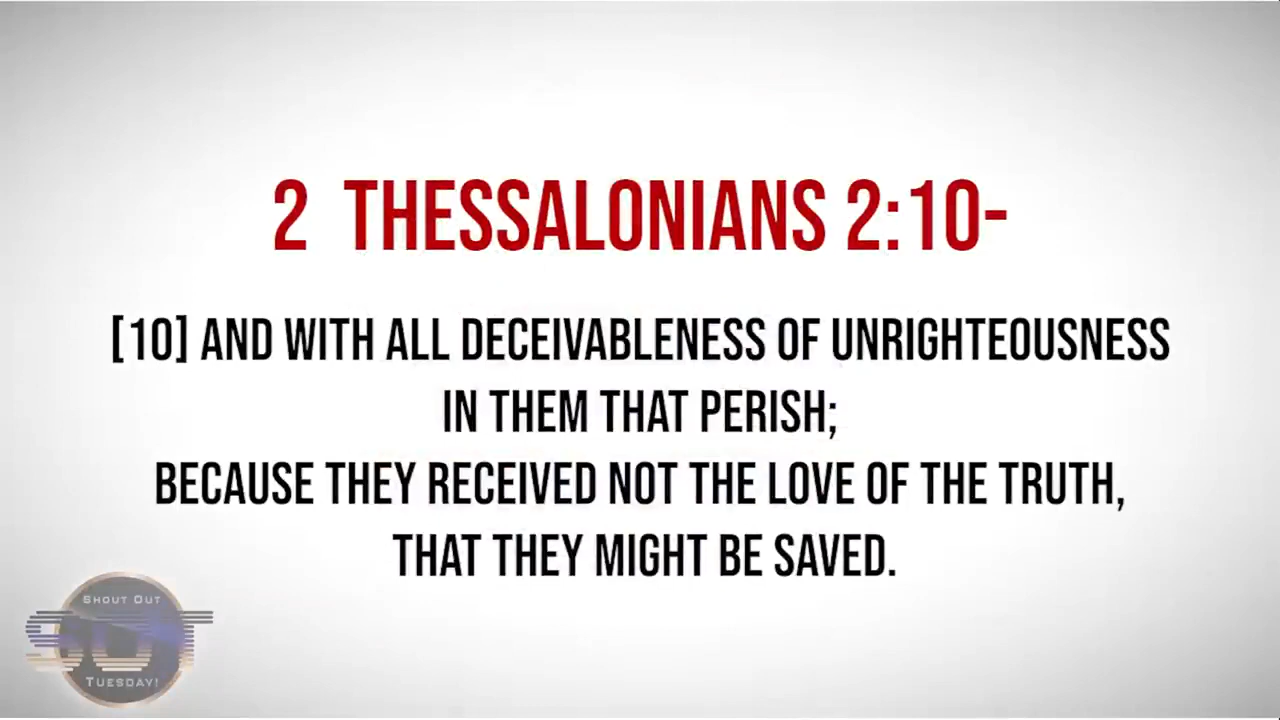 2 THESSALONIANS 2:10-
[10] AND WITH ALL DECEIVABLENESS OF UNRIGHTEOUSNESS
IN THEM THAT PERISH;
BECAUSE THEY RECEIVED NOT THE LOVE OF THE TRUTH,
THAT THEY MIGHT BE SAVED.
SHOUT OUT
SOT
TUESDAY!